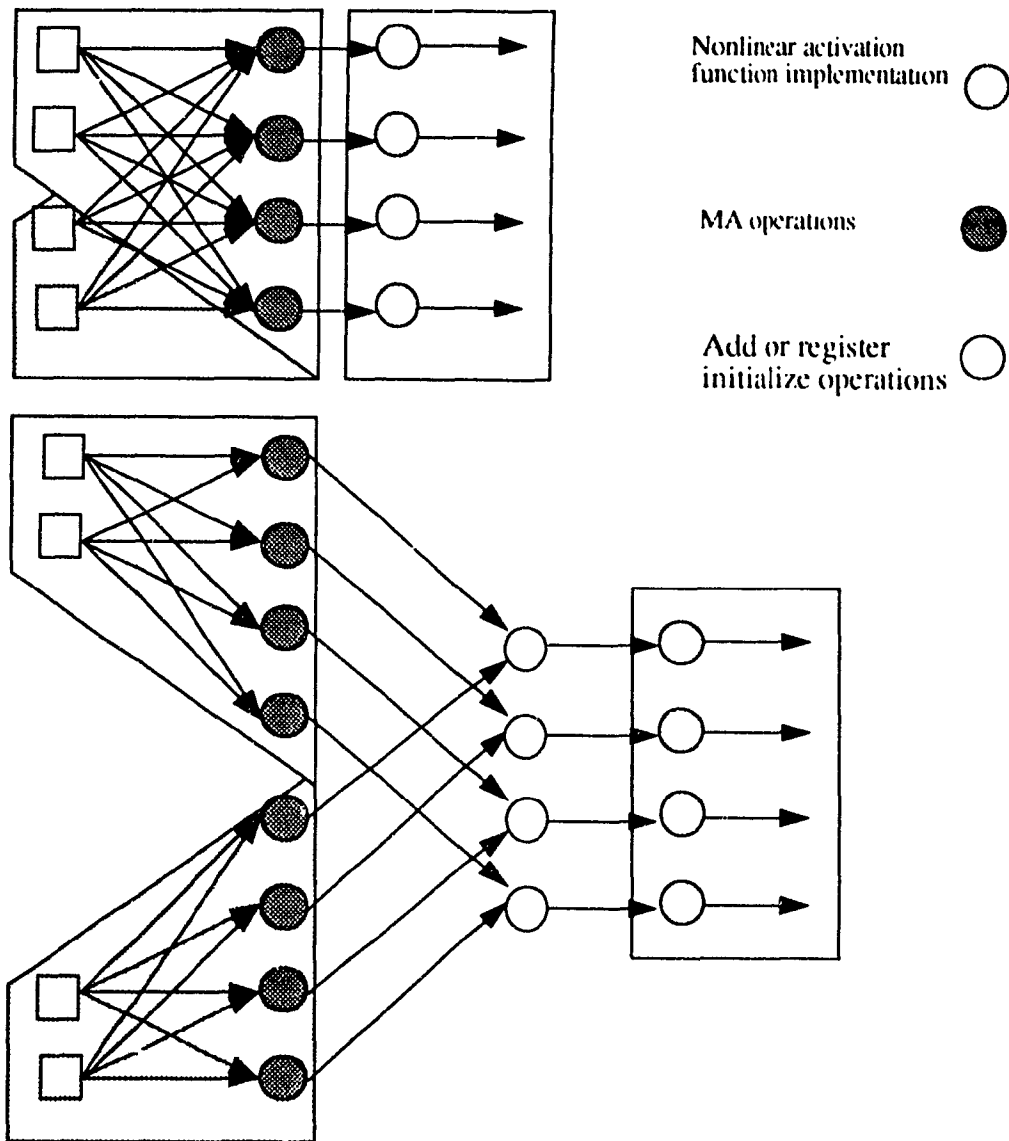 Nonlinear activation
function implementation
MA operations
Add or register
initialize operations